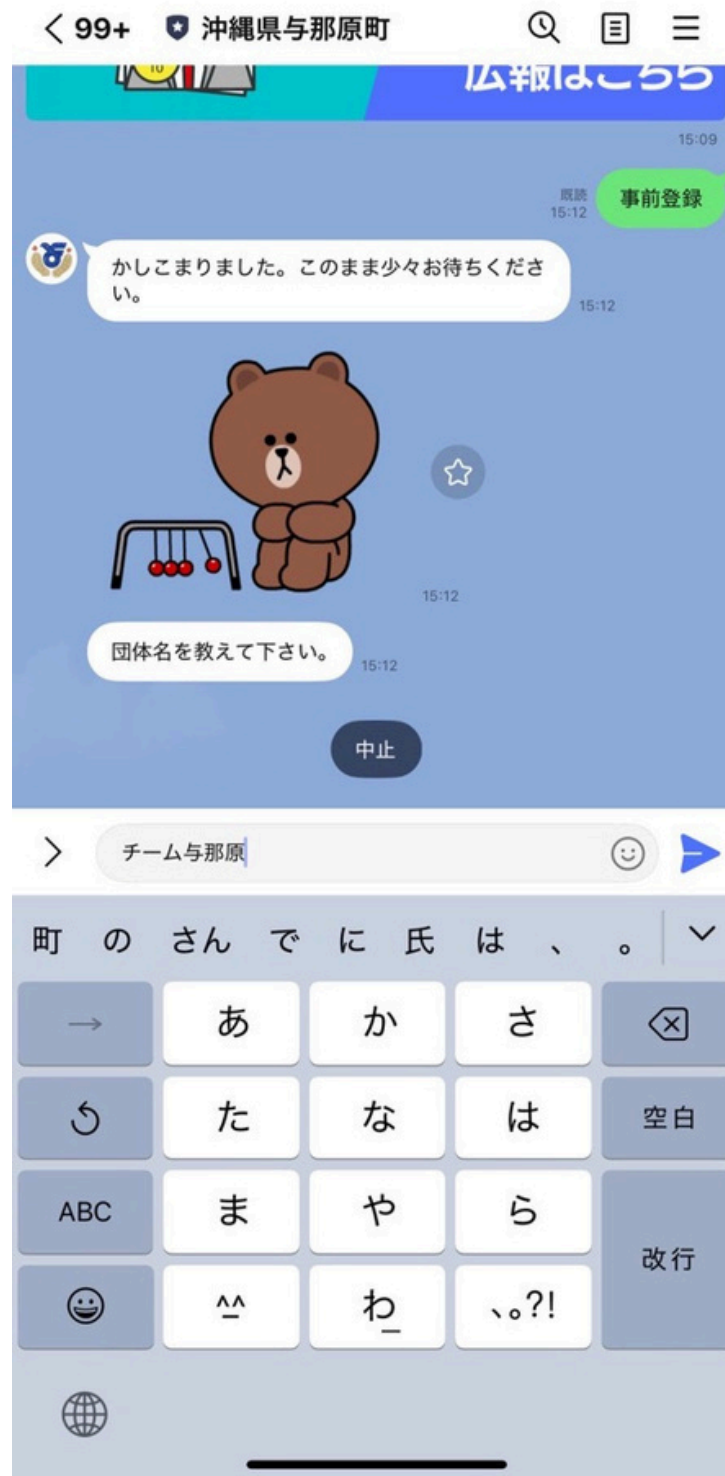 99+ 沖縄県与那原町
10
広報はこちら
15:09
既読
15:12
事前登録
かしこまりました。このまま少々お待ちくださ
い。
15:12
15:12
団体名を教えて下さい。
15:12
中止
チーム与那原
町 の さん で に 氏 は 、 。
→ あ か さ
た な は 空白
ABC ま や ら
改行
^^ わ 、。?!